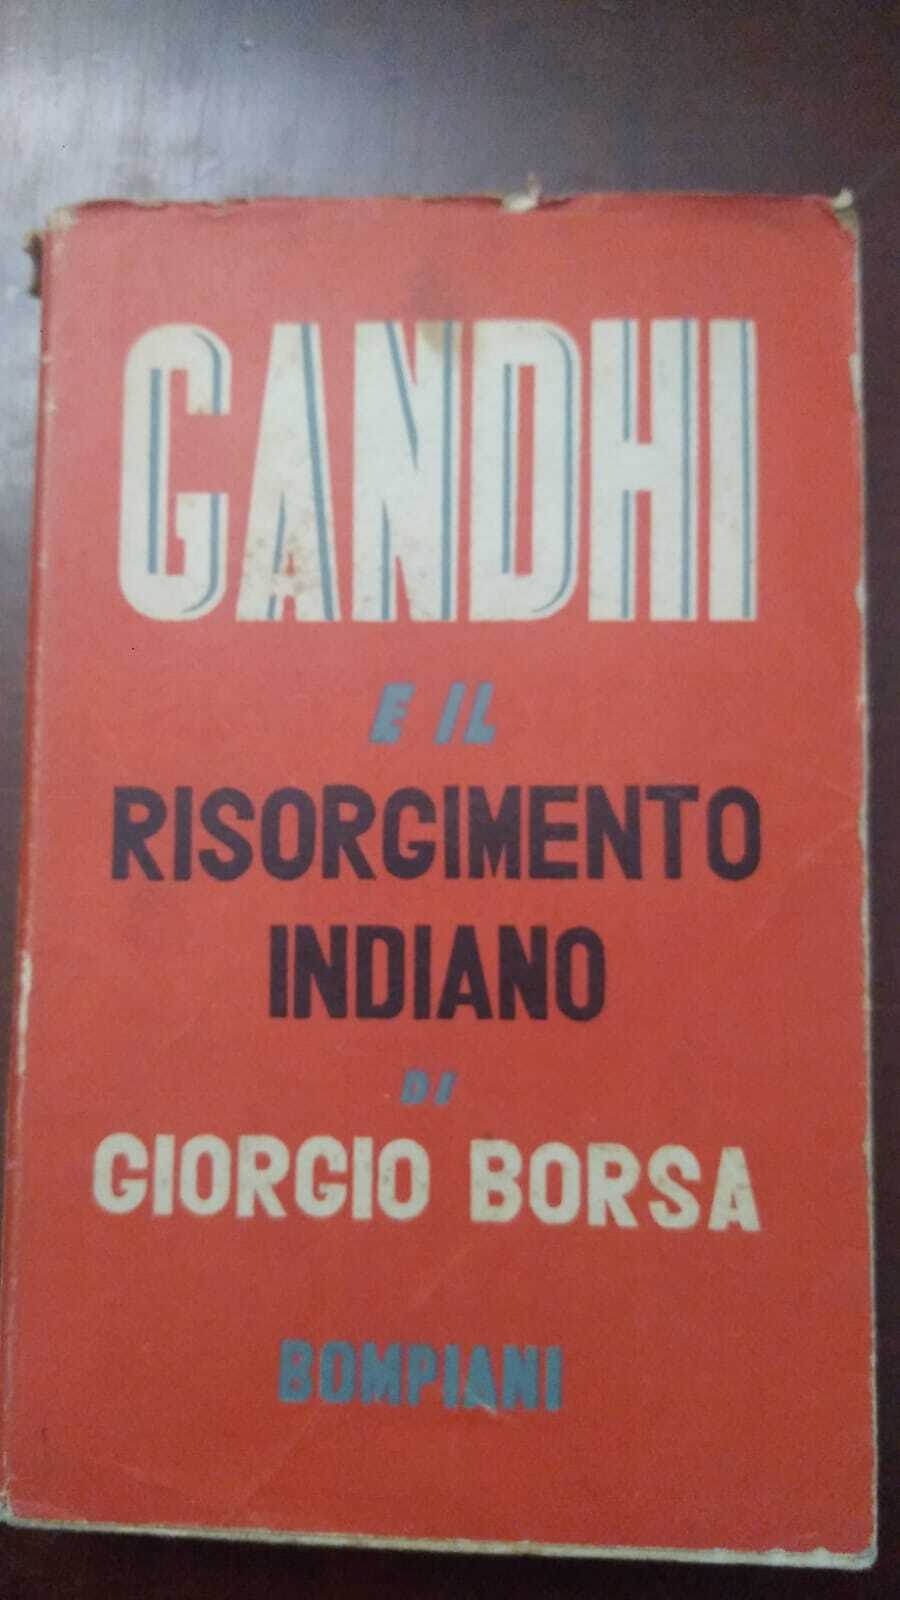 GANDHI
E IL
RISORGIMENTO
INDIANO
DI
GIORGIO BORSA
BOMPIANI